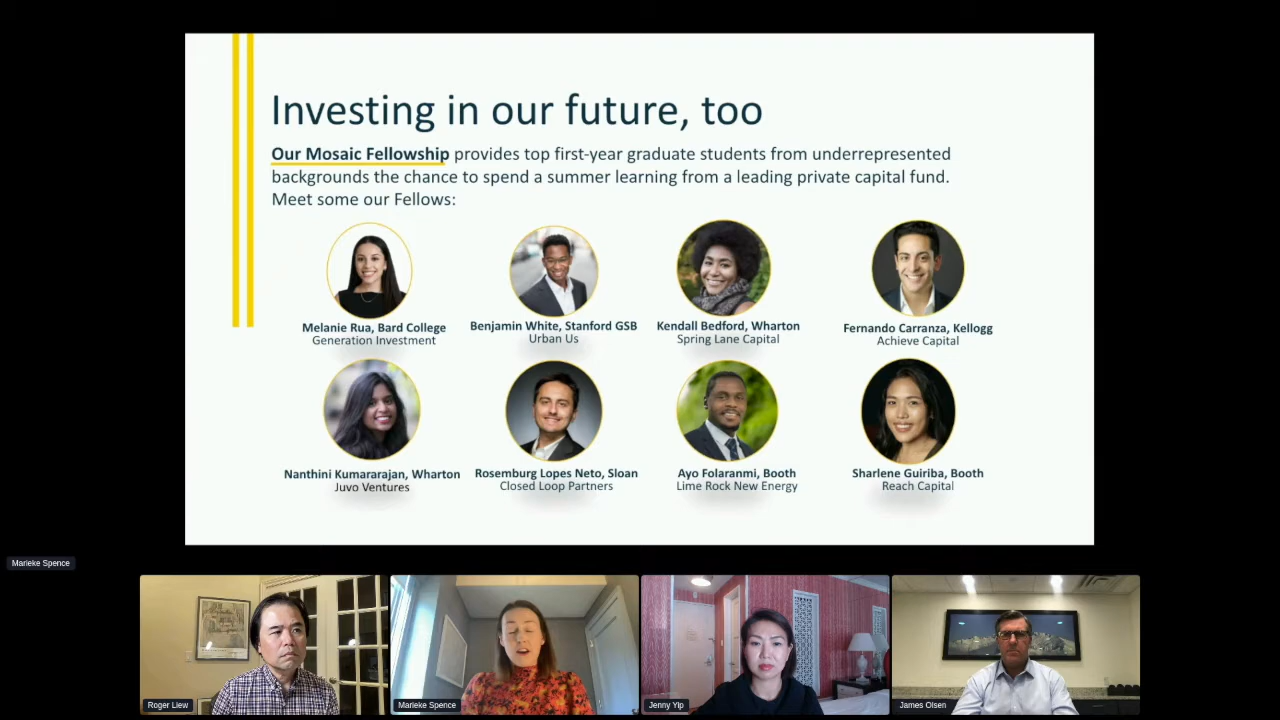 Investing in our future, too
Our Mosaic Fellowship provides top first-year graduate students from underrepresented
backgrounds the chance to spend a summer learning from a leading private capital fund.
Meet some our Fellows:
Melanie Rua, Bard College
Generation Investment
Benjamin White, Stanford GSB
Urban Us
Kendall Bedford, Wharton
Spring Lane Capital
Fernando Carranza, Kellogg
Achieve Capital
Nanthini Kumararajan, Wharton
Juvo Ventures
Rosemburg Lopes Neto, Sloan
Closed Loop Partners
Ayo Folaranmi, Booth
Lime Rock New Energy
Sharlene Guiriba, Booth
Reach Capital
Marieke Spence
Roger Liew
Marieke Spence
Jenny Yip
James Olsen